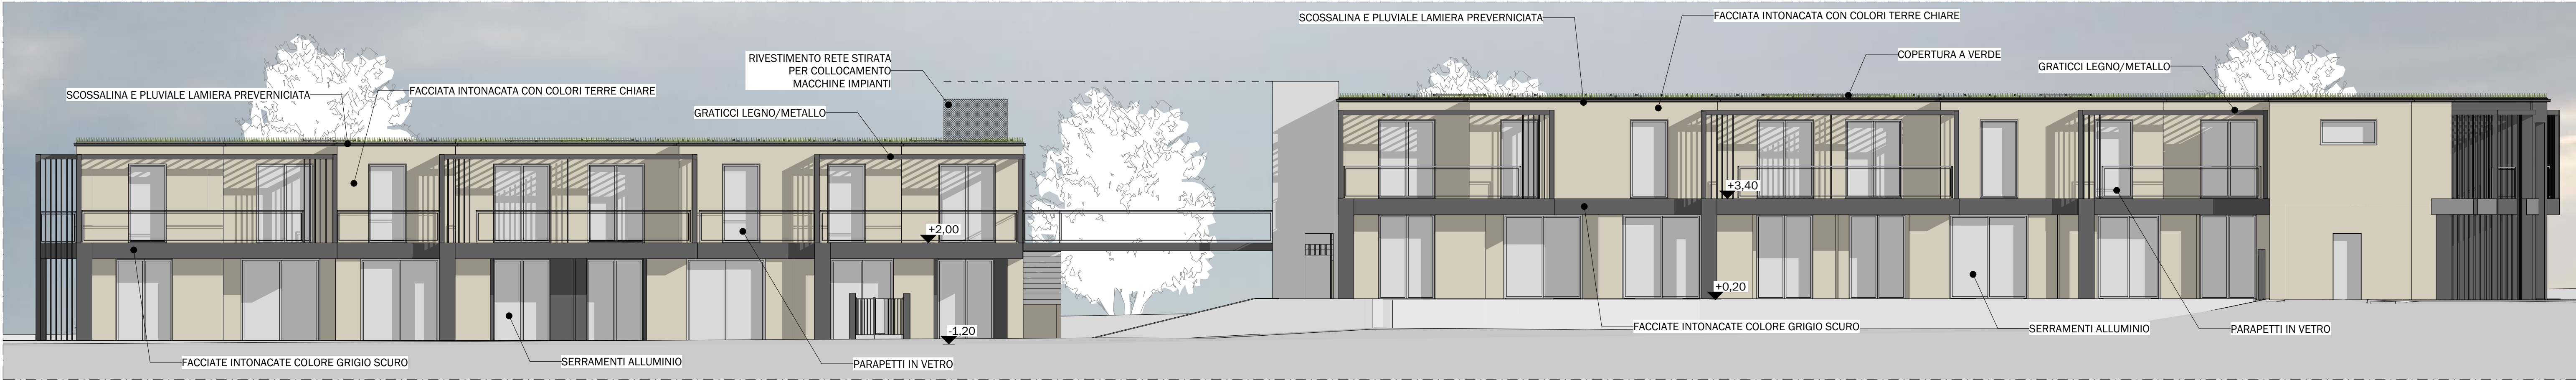 SCOSSALINA E PLUVIALE LAMIERA PREVERNICIATA
FACCIATA INTONACATA CON COLORI TERRE CHIARE
RIVESTIMENTO RETE STIRATA
PER COLLOCAMENTO
MACCHINE IMPIANTI
GRATICCI LEGNO/METALLO
+2,00
-1,20
FACCIATE INTONACATE COLORE GRIGIO SCURO
SERRAMENTI ALLUMINIO
PARAPETTI IN VETRO
SCOSSALINA E PLUVIALE LAMIERA PREVERNICIATA
FACCIATA INTONACATA CON COLORI TERRE CHIARE
COPERTURA A VERDE
GRATICCI LEGNO/METALLO
+3,40
+0,20
FACCIATE INTONACATE COLORE GRIGIO SCURO
SERRAMENTI ALLUMINIO
PARAPETTI IN VETRO